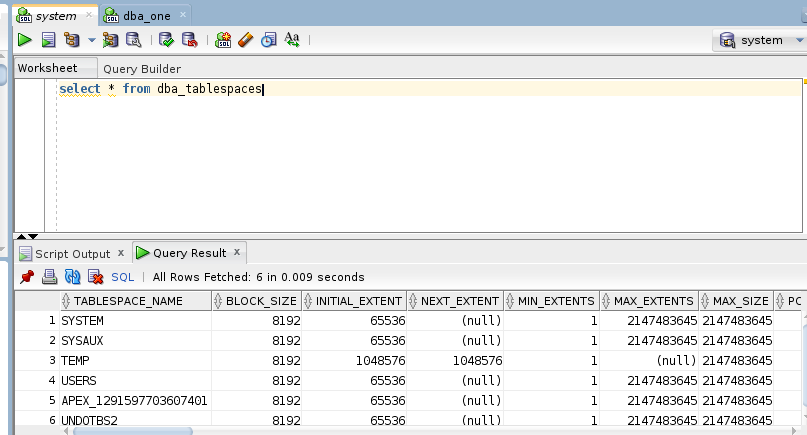 system dba_one
system
Worksheet Query Builder
select * from dba_tablespaces
Script Output x Query Result x
SQL | All Rows Fetched: 6 in 0.009 seconds
TABLESPACE_NAME BLOCK_SIZE INITIAL_EXTENT NEXT_EXTENT MIN_EXTENTS MAX_EXTENTS MAX_SIZE PC
1 SYSTEM 8192 65536 (null) 1 2147483645 2147483645
2 SYSAUX 8192 65536 (null) 1 2147483645 2147483645
3 TEMP 8192 1048576 1048576 1 (null) 2147483645
4 USERS 8192 65536 (null) 1 2147483645 2147483645
5 APEX_1291597703607401 8192 65536 (null) 1 2147483645 2147483645
6 UNDOTBS2 8192 65536 (null) 1 2147483645 2147483645